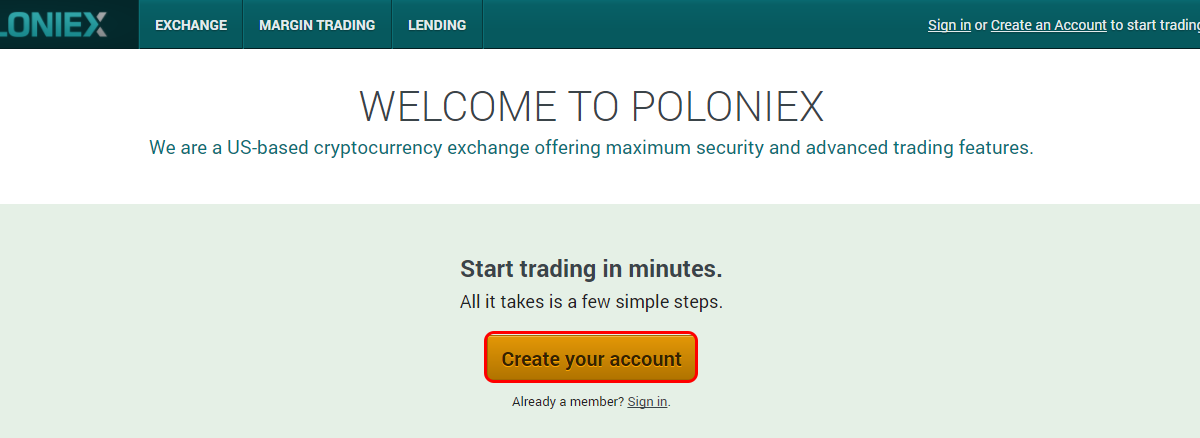 LONIEX EXCHANGE MARGIN TRADING LENDING Sign in or Create an Account to start trading
WELCOME TO POLONIEX
We are a US-based cryptocurrency exchange offering maximum security and advanced trading features.
Start trading in minutes.
All it takes is a few simple steps.
Create your account
Already a member? Sign in.